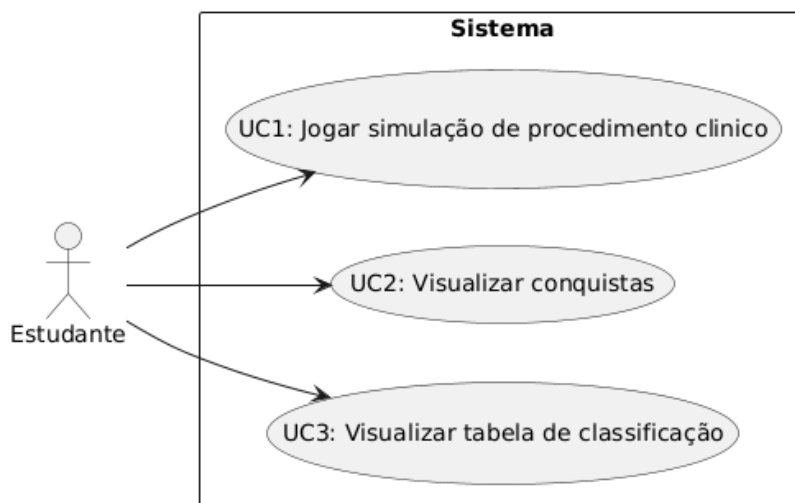 Sistema
UC1: Jogar simulação de procedimento clinico
UC2: Visualizar conquistas
Estudante
UC3: Visualizar tabela de classificação